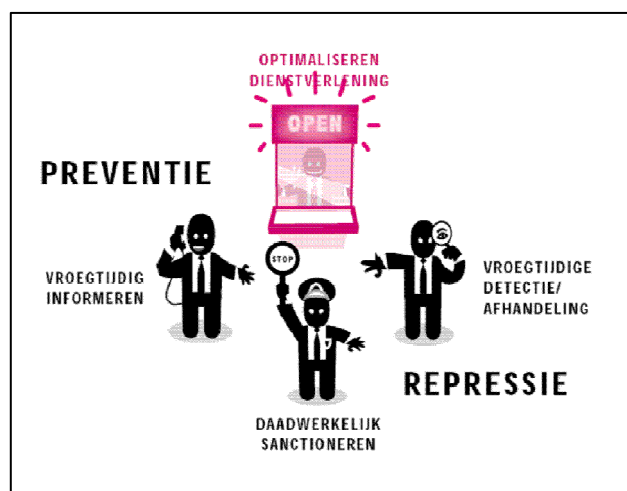 OPTIMALISEREN
DIENSTVERLENING
OPEN
PREVENTIE
VROEGTIJDIG
INFORMEREN
STOP
VROEGTIJDIGE
DETECTIE/
AFHANDELING
REPRESSIE
DAADWERKELIJK
SANCTIONEREN